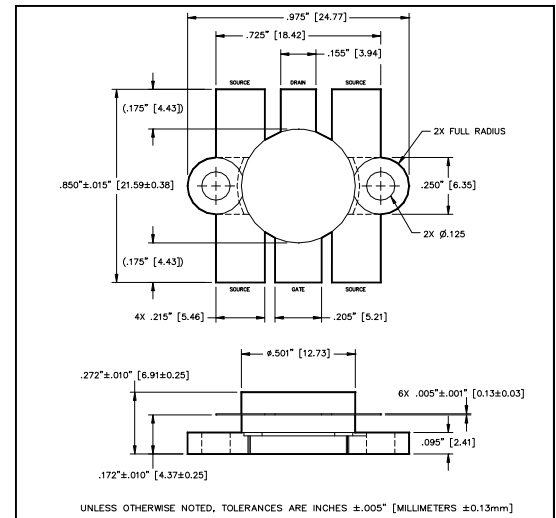 .975" [24.77]
.725" [18.42]
.155" [3.94]
SOURCE DRAIN SOURCE
(.175" [4.43])
2X FULL RADIUS
.850"±.015" [21.59±0.38]
.250" [6.35]
2X Ø.125
(.175" [4.43])
SOURCE GATE SOURCE
4X .215" [5.46]
.205" [5.21]
ø.501" [12.73]
.272"±.010" [6.91±0.25]
6X .005"±.001" [0.13±0.03]
.095" [2.41]
.172"±.010" [4.37±0.25]
UNLESS OTHERWISE NOTED, TOLERANCES ARE INCHES ±.005" [MILLIMETERS ±0.13mm]